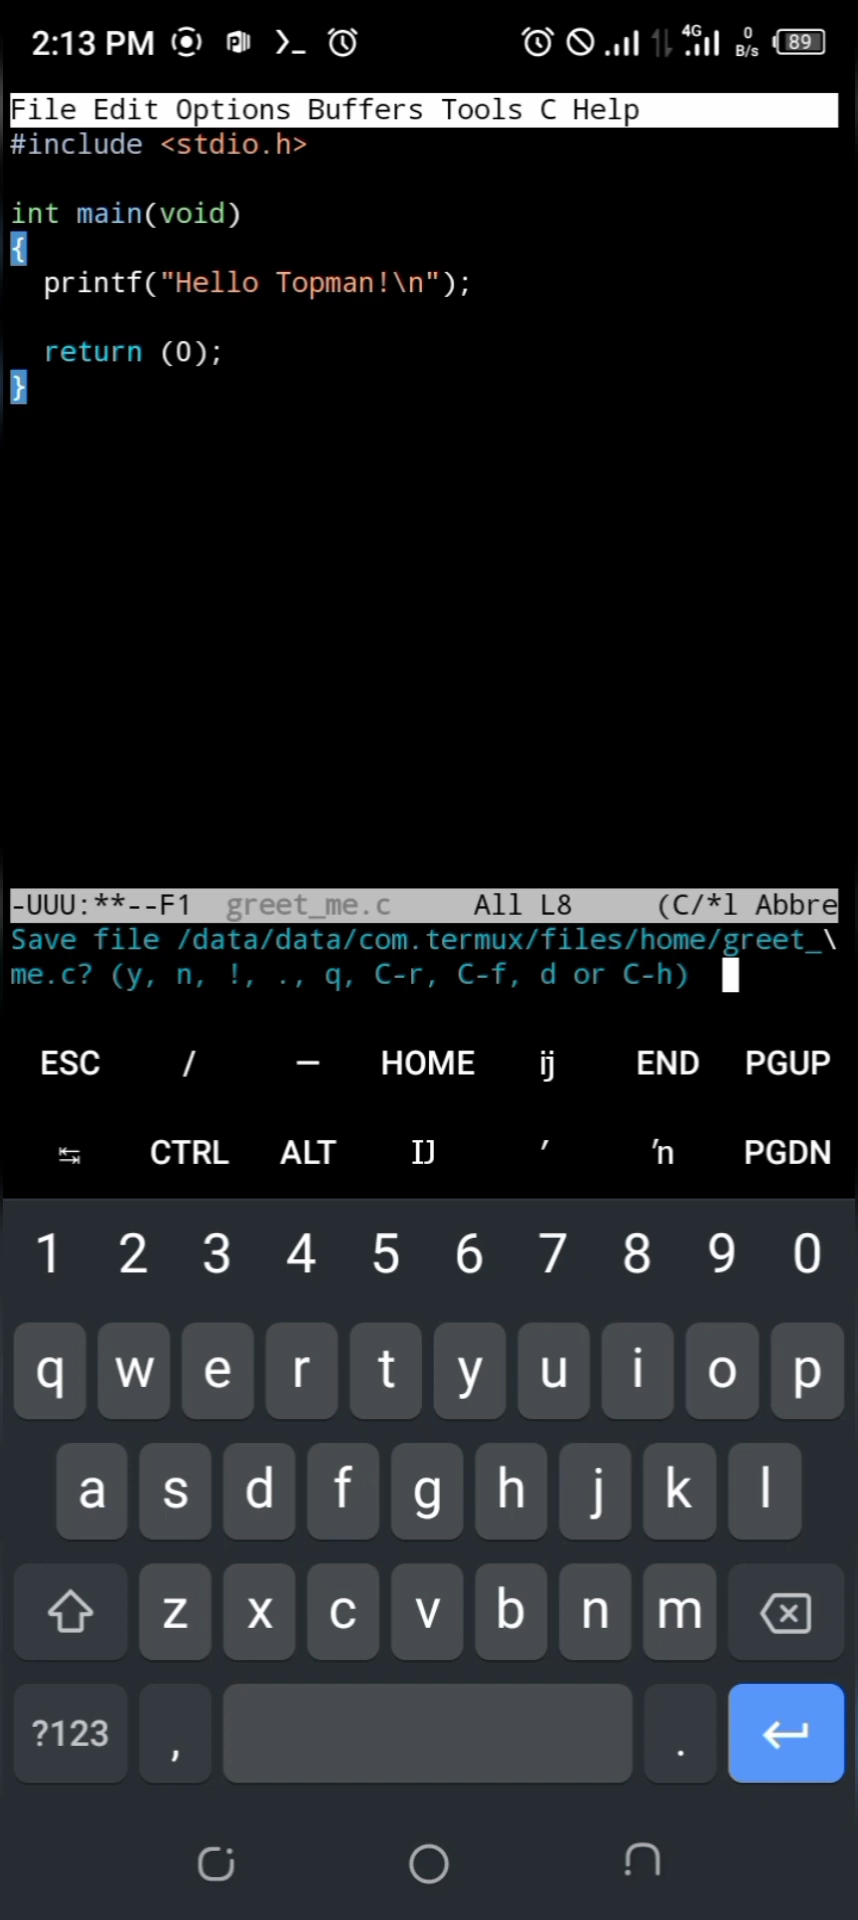 2:13 PM 4G 0 B/s 89
File Edit Options Buffers Tools C Help
#include <stdio.h>
int main(void)
{
printf("Hello Topman!\n");
return (0);
}
-UUU:**--F1 greet_me.c All L8 (C/*l Abbre
Save file /data/data/com.termux/files/home/greet_\
me.c? (y, n, !, ., q, C-r, C-f, d or C-h)
ESC / — HOME ĳ END PGUP
↹ CTRL ALT Ĳ ′ ŉ PGDN
1 2 3 4 5 6 7 8 9 0
q w e r t y u i o p
a s d f g h j k l
z x c v b n m
?123 , .